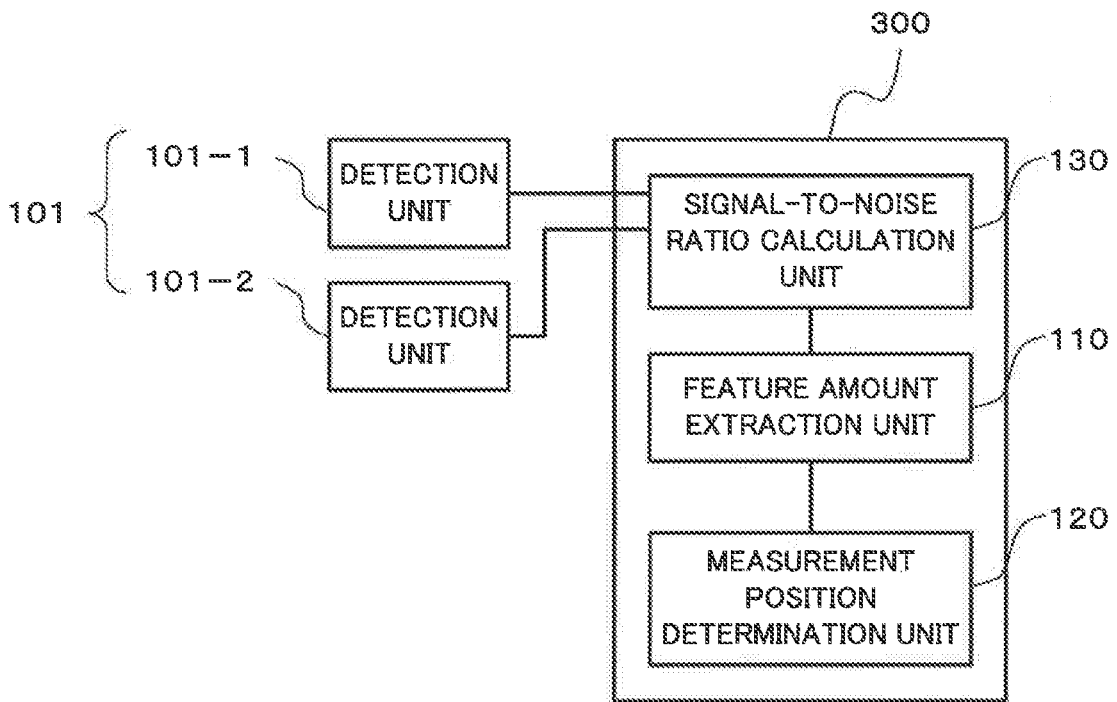 300
101
101-1
DETECTION
UNIT
101-2
DETECTION
UNIT
SIGNAL-TO-NOISE
RATIO CALCULATION
UNIT
130
FEATURE AMOUNT
EXTRACTION UNIT
110
MEASUREMENT
POSITION
DETERMINATION UNIT
120